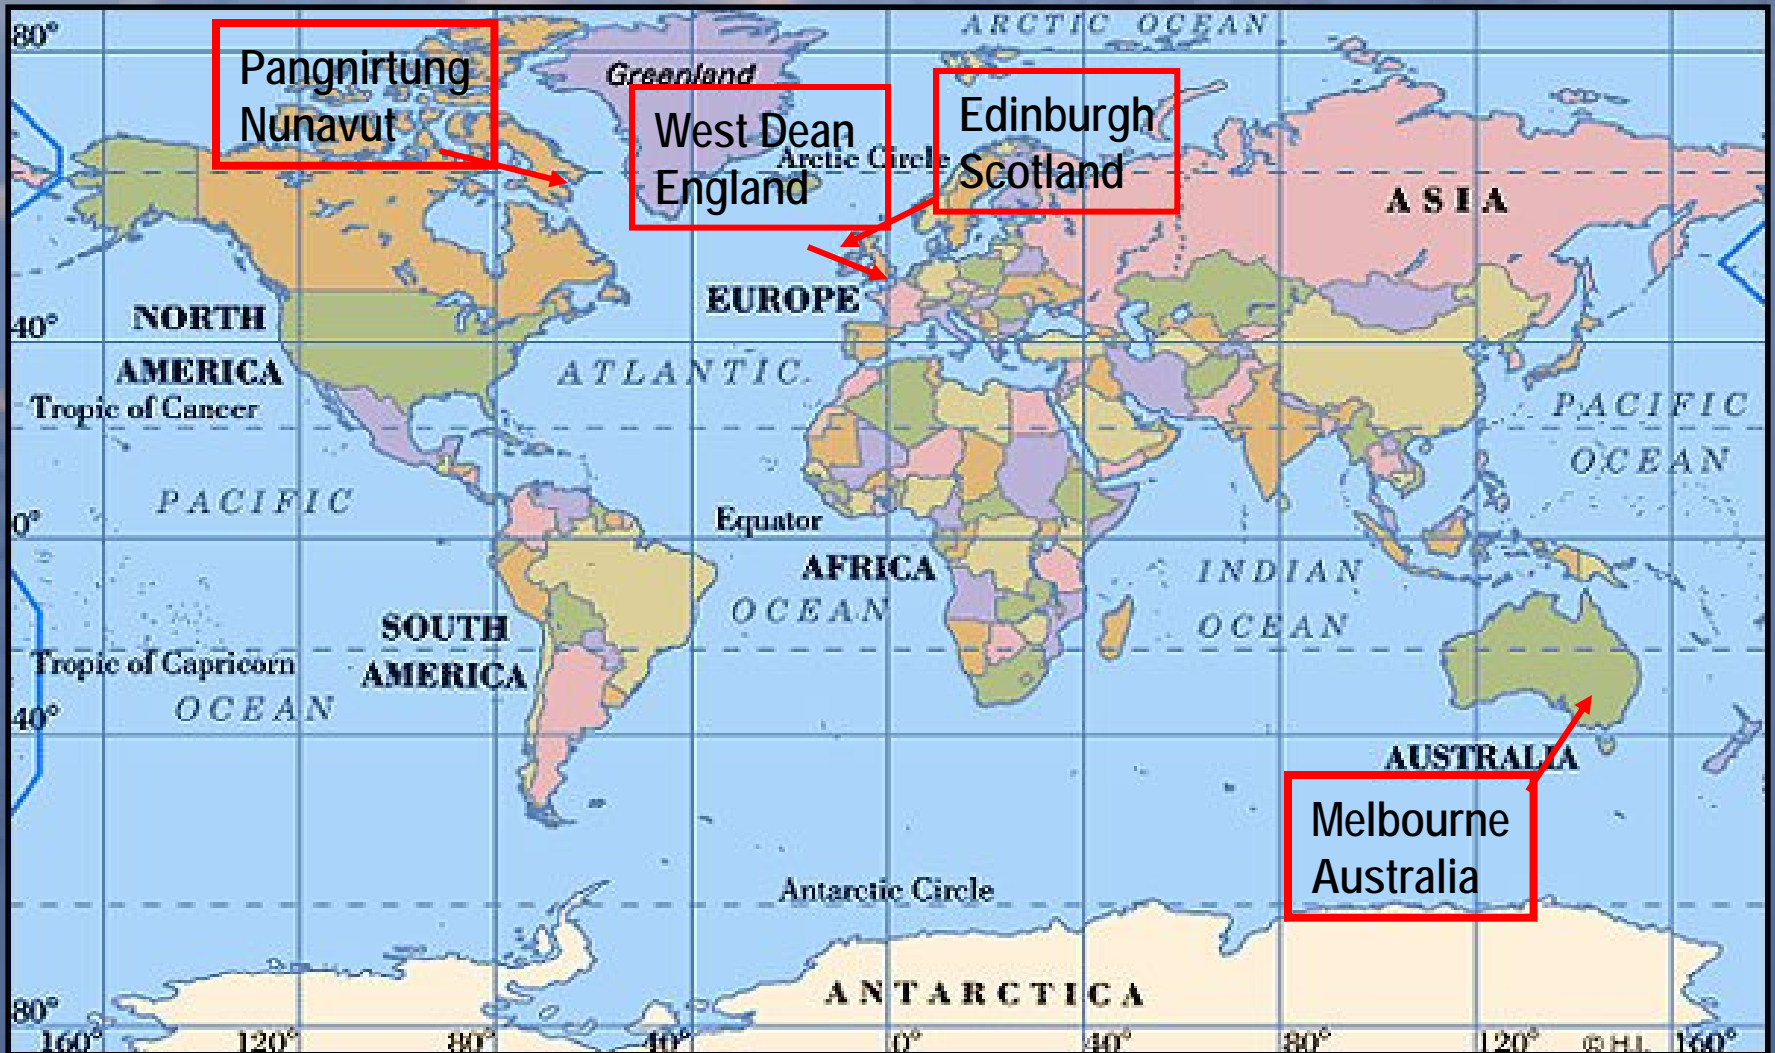 ARCTIC OCEAN
80°
Pangnirtung
Nunavut
Greenland
West Dean
England
Edinburgh
Scotland
Arctic Circle
ASIA
EUROPE
NORTH
AMERICA
40°
ATLANTIC
Tropic of Cancer
PACIFIC
OCEAN
PACIFIC
0°
Equator
AFRICA
INDIAN
OCEAN
OCEAN
SOUTH
AMERICA
Tropic of Capricorn
OCEAN
40°
AUSTRALIA
Melbourne
Australia
Antarctic Circle
ANTARCTICA
80°
160° 120° 80° 40° 0° 40° 80° 120° © H.I. 160°